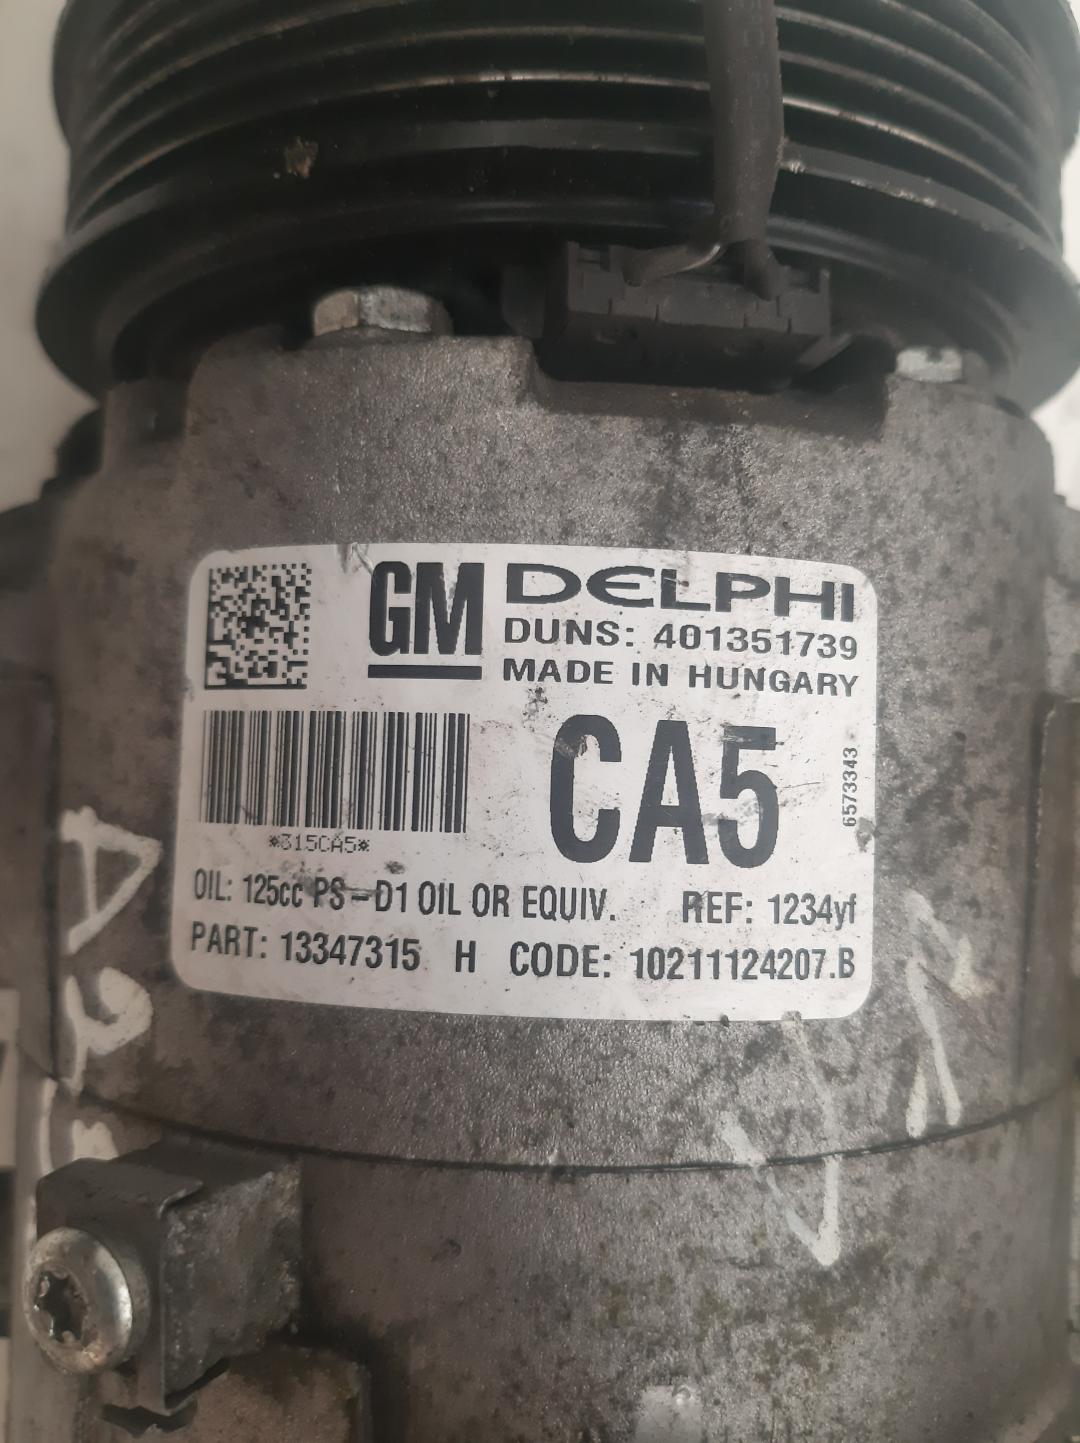 GM DELPHI
DUNS: 401351739
MADE IN HUNGARY
CA5
6573343
*315CA5*
OIL: 125cc PS-D1 OIL OR EQUIV. REF: 1234yf
PART: 13347315 H CODE: 10211124207.B